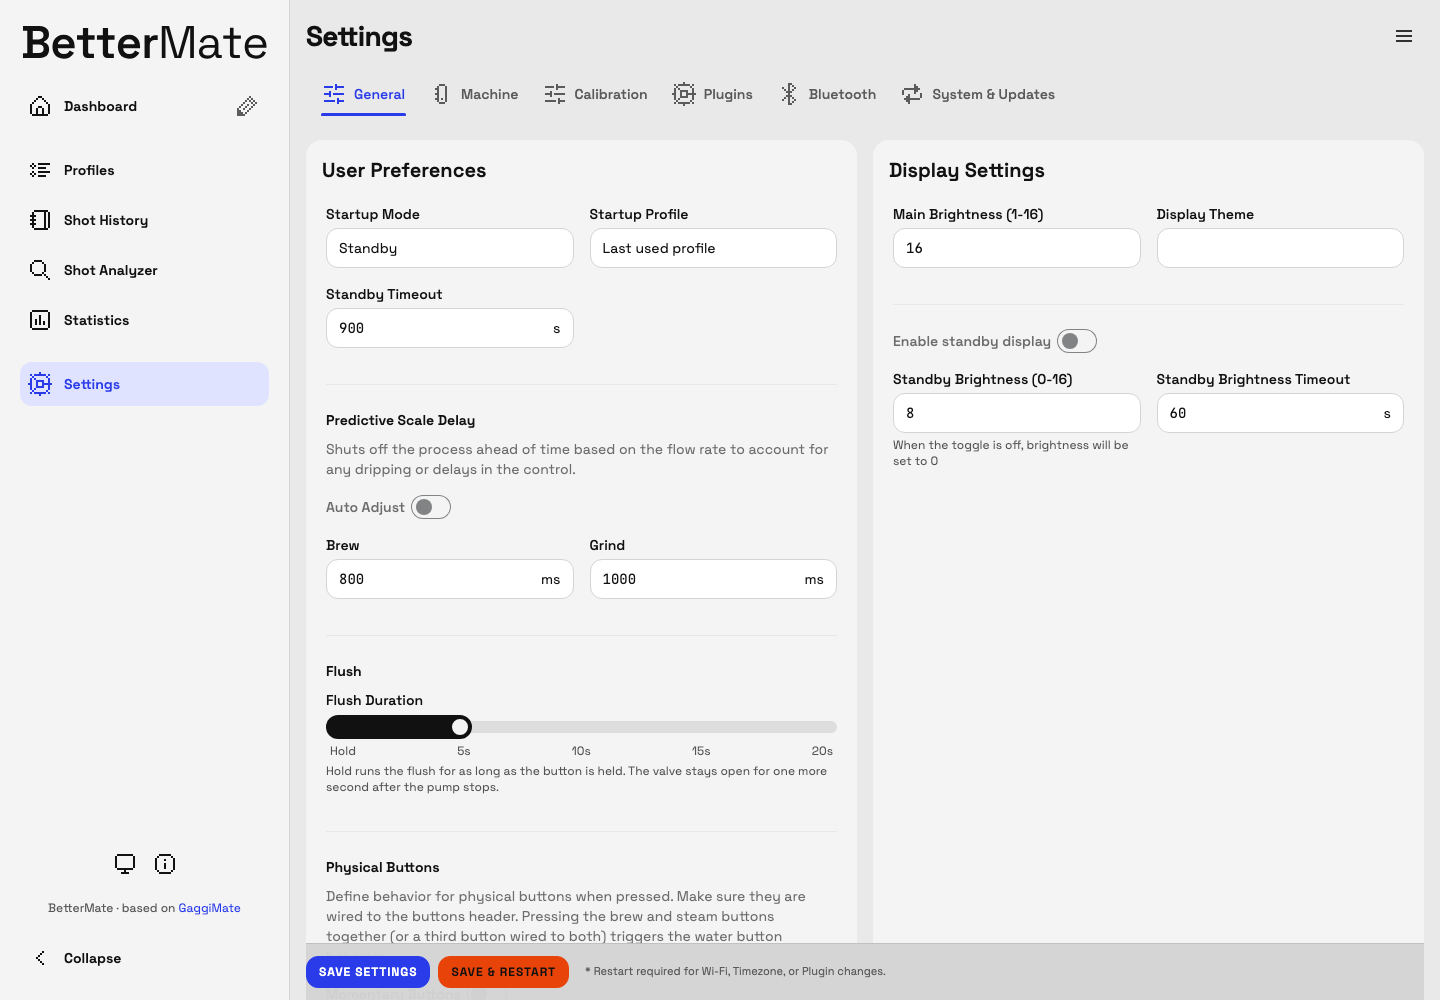 BetterMate
Dashboard
Profiles
Shot History
Shot Analyzer
Statistics
Settings
BetterMate · based on GaggiMate
Collapse
Settings
General
Machine
Calibration
Plugins
Bluetooth
System & Updates
User Preferences
Startup Mode
Startup Profile
Standby
Last used profile
Standby Timeout
900 s
Predictive Scale Delay
Shuts off the process ahead of time based on the flow rate to account for
any dripping or delays in the control.
Auto Adjust
Brew
Grind
800 ms
1000 ms
Flush
Flush Duration
Hold 5s 10s 15s 20s
Hold runs the flush for as long as the button is held. The valve stays open for one more
second after the pump stops.
Physical Buttons
Define behavior for physical buttons when pressed. Make sure they are
wired to the buttons header. Pressing the brew and steam buttons
together (or a third button wired to both) triggers the water button
Momentary Buttons
Display Settings
Main Brightness (1-16)
Display Theme
16
Enable standby display
Standby Brightness (0-16)
Standby Brightness Timeout
8
60 s
When the toggle is off, brightness will be
set to 0
SAVE SETTINGS
SAVE & RESTART
* Restart required for Wi-Fi, Timezone, or Plugin changes.